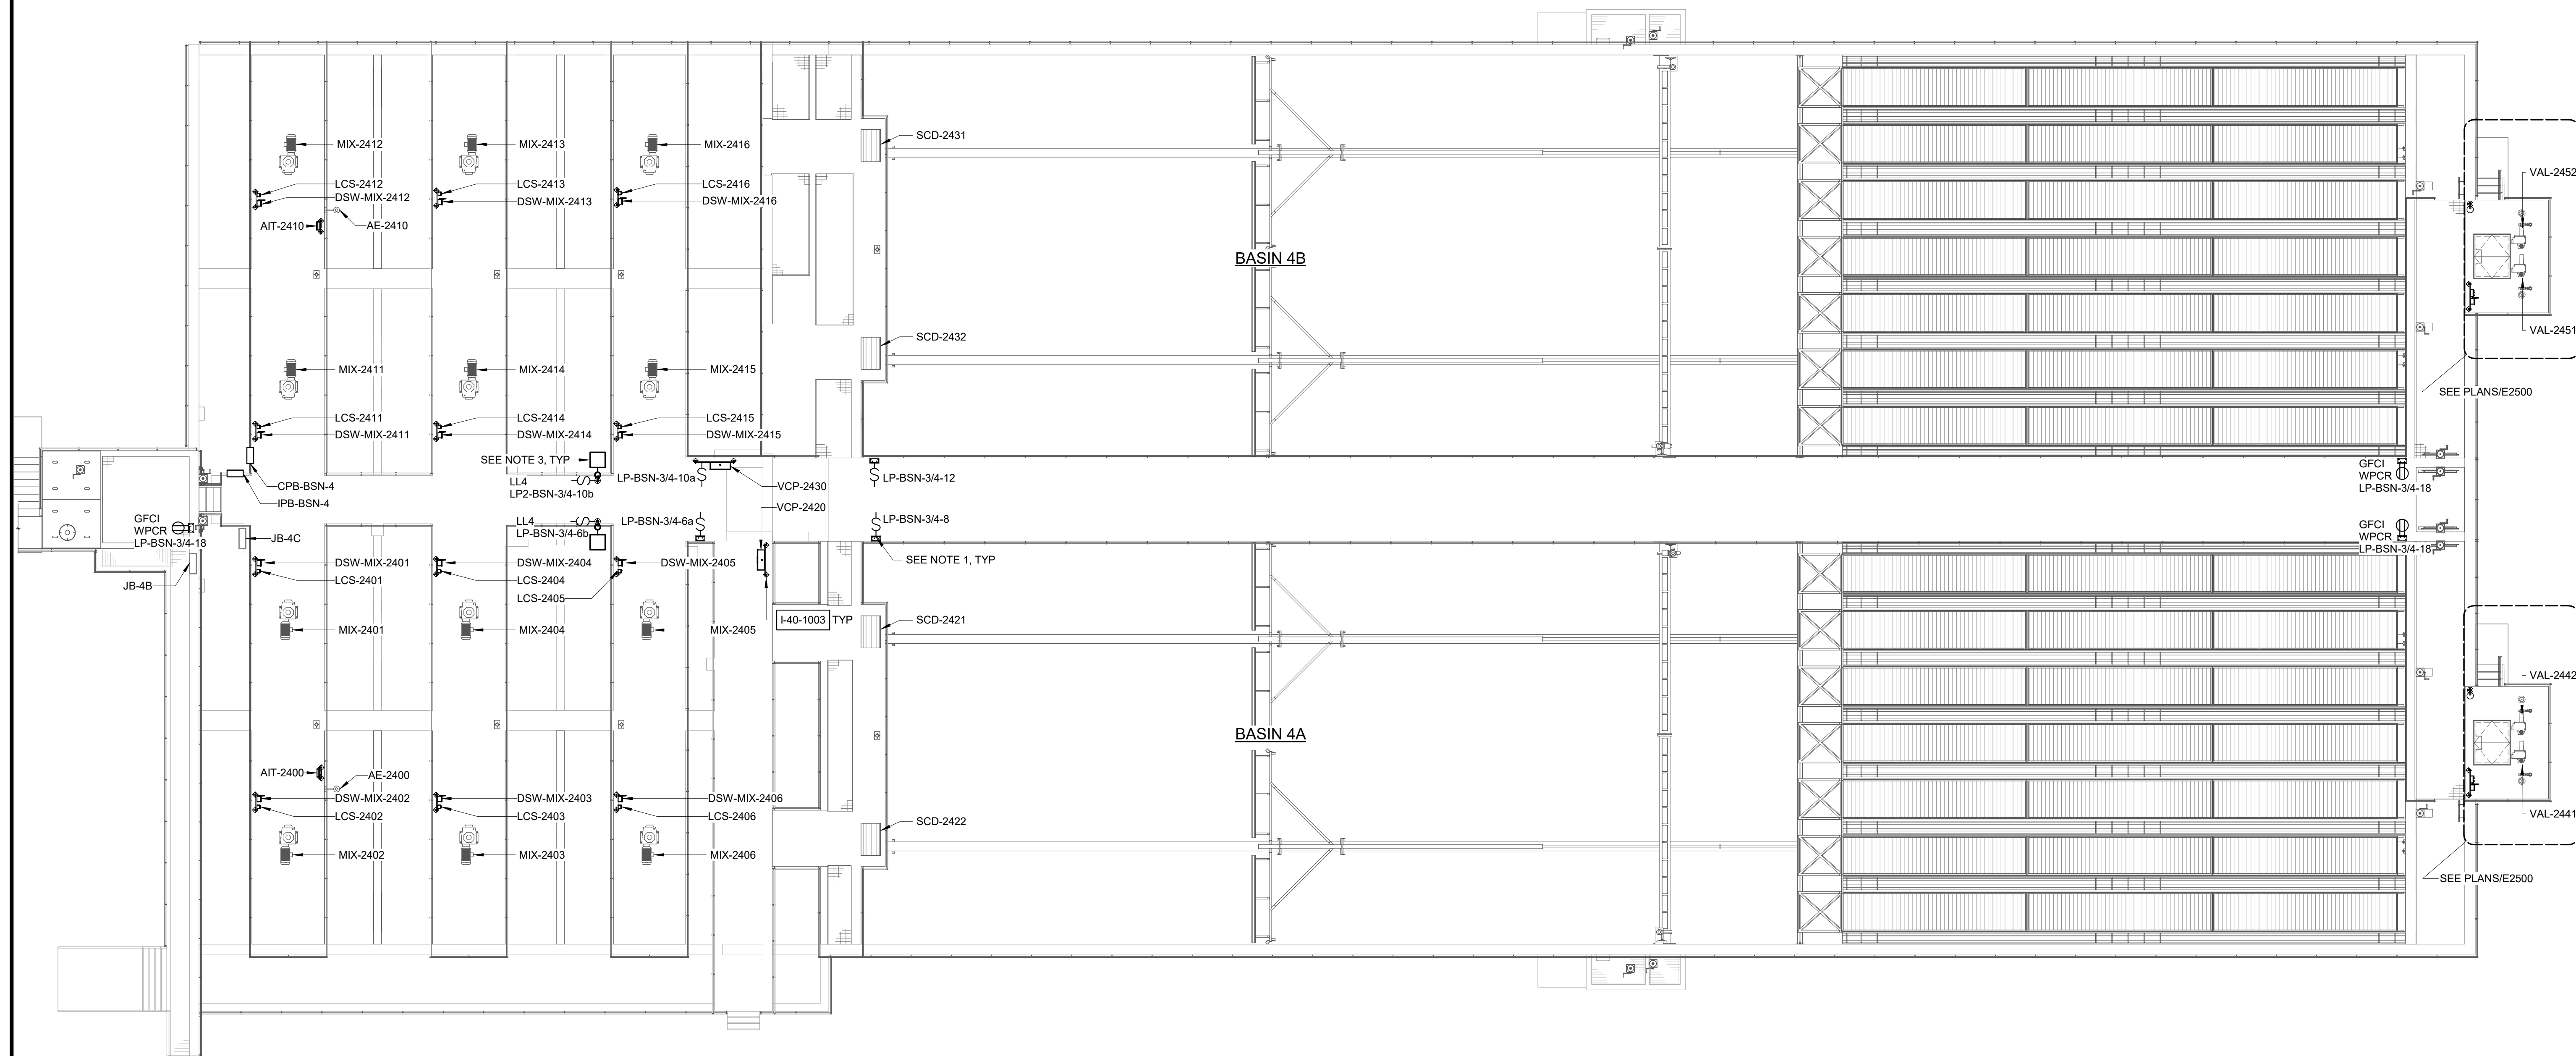 SCD-2431
MIX-2412
MIX-2413
MIX-2416
VAL-2452
LCS-2412
LCS-2413
LCS-2416
DSW-MIX-2412
DSW-MIX-2413
DSW-MIX-2416
AIT-2410
AE-2410
BASIN 4B
SCD-2432
VAL-2451
MIX-2411
MIX-2414
MIX-2415
SEE PLANS/E2500
LCS-2411
LCS-2414
LCS-2415
DSW-MIX-2411
DSW-MIX-2414
DSW-MIX-2415
SEE NOTE 3, TYP
LL4
LP2-BSN-3/4-10b
LP-BSN-3/4-10a
LP-BSN-3/4-12
GFCI
WPCR
LP-BSN-3/4-18
CPB-BSN-4
VCP-2430
IPB-BSN-4
VCP-2420
GFCI
WPCR
LP-BSN-3/4-18
LL4
LP-BSN-3/4-6b
LP-BSN-3/4-6a
LP-BSN-3/4-8
GFCI
WPCR
LP-BSN-3/4-18
JB-4C
SEE NOTE 1, TYP
JB-4B
DSW-MIX-2401
DSW-MIX-2404
DSW-MIX-2405
LCS-2401
LCS-2404
LCS-2405
I-40-1003 TYP
SCD-2421
MIX-2401
MIX-2404
MIX-2405
VAL-2442
BASIN 4A
AIT-2400
AE-2400
DSW-MIX-2402
DSW-MIX-2403
DSW-MIX-2406
LCS-2402
LCS-2403
LCS-2406
SCD-2422
VAL-2441
MIX-2402
MIX-2403
MIX-2406
SEE PLANS/E2500